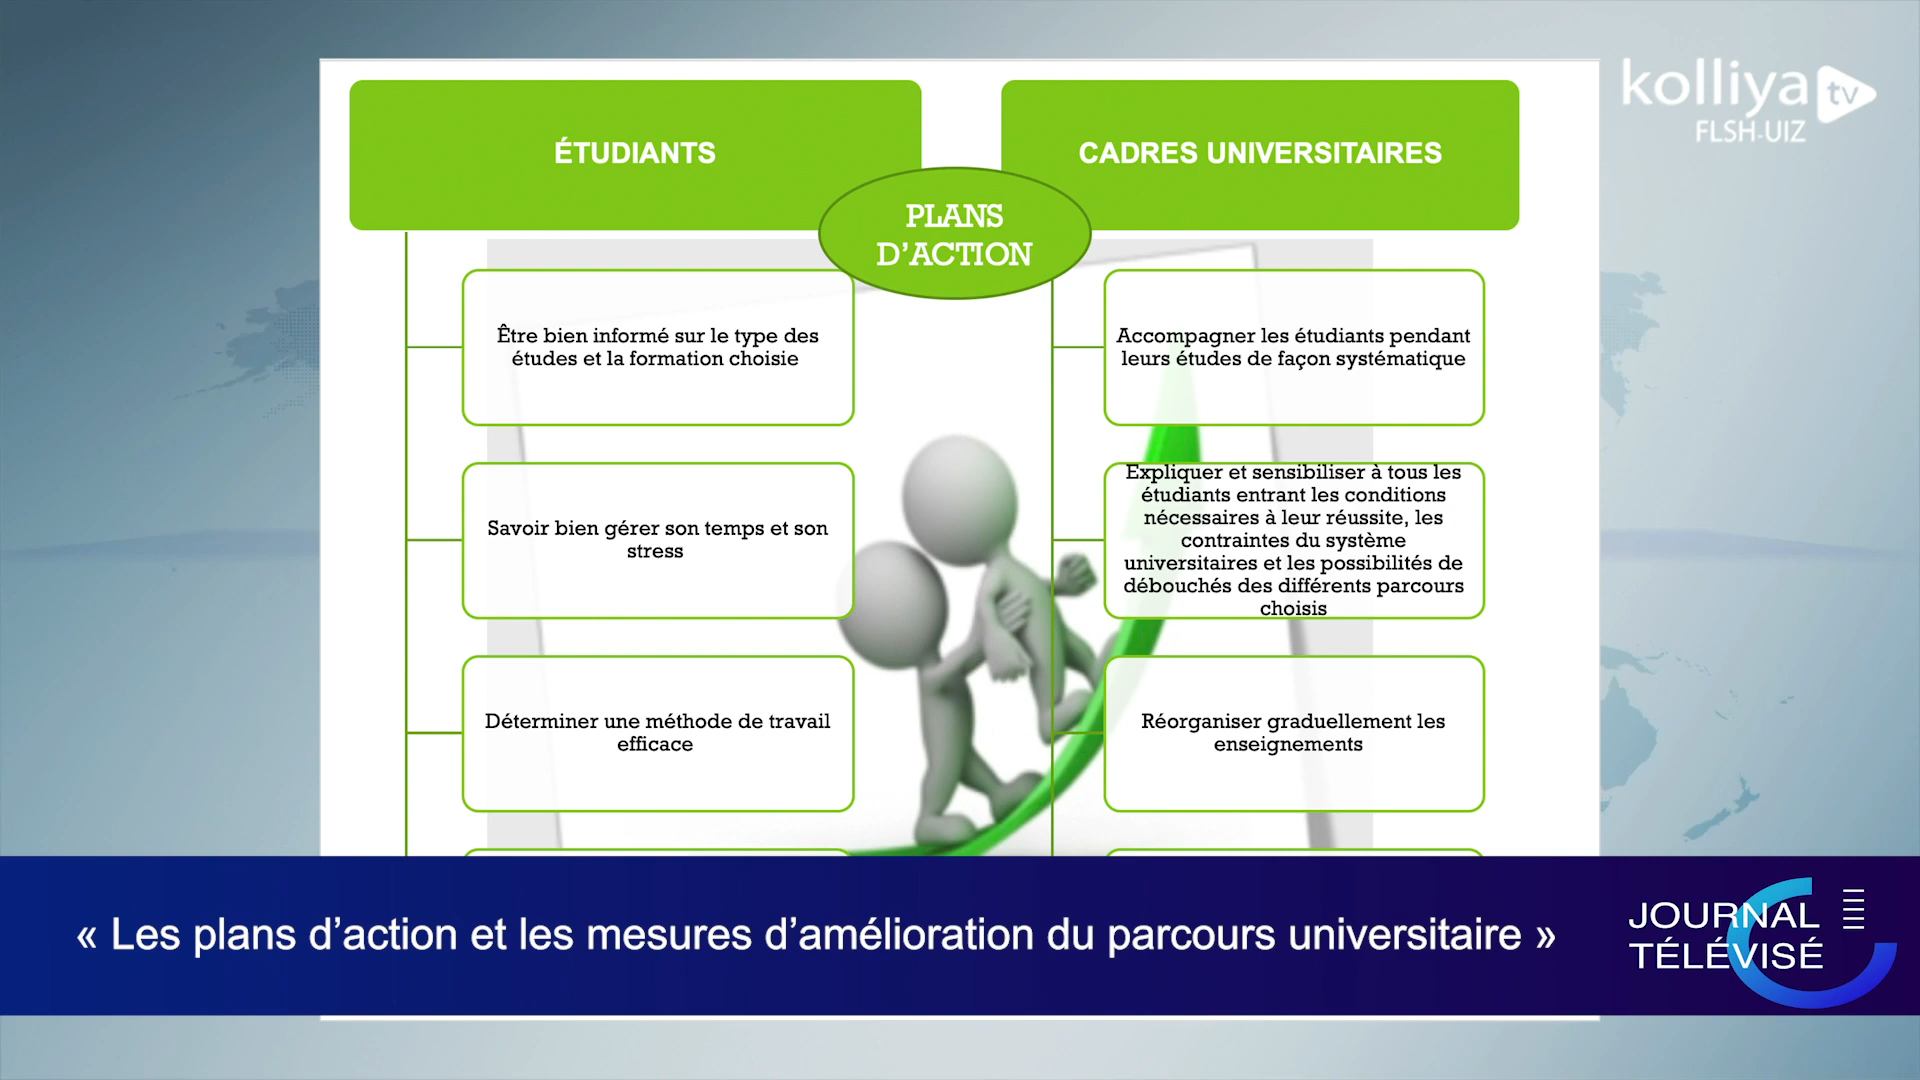 kolliya tv
FLSH-UIZ
ÉTUDIANTS
CADRES UNIVERSITAIRES
PLANS
D’ACTION
Être bien informé sur le type des
études et la formation choisie
Savoir bien gérer son temps et son
stress
Déterminer une méthode de travail
efficace
Accompagner les étudiants pendant
leurs études de façon systématique
Expliquer et sensibiliser à tous les
étudiants entrant les conditions
nécessaires à leur réussite, les
contraintes du système
universitaires et les possibilités de
débouchés des différents parcours
choisis
Réorganiser graduellement les
enseignements
« Les plans d’action et les mesures d’amélioration du parcours universitaire »
JOURNAL
TÉLÉVISÉ